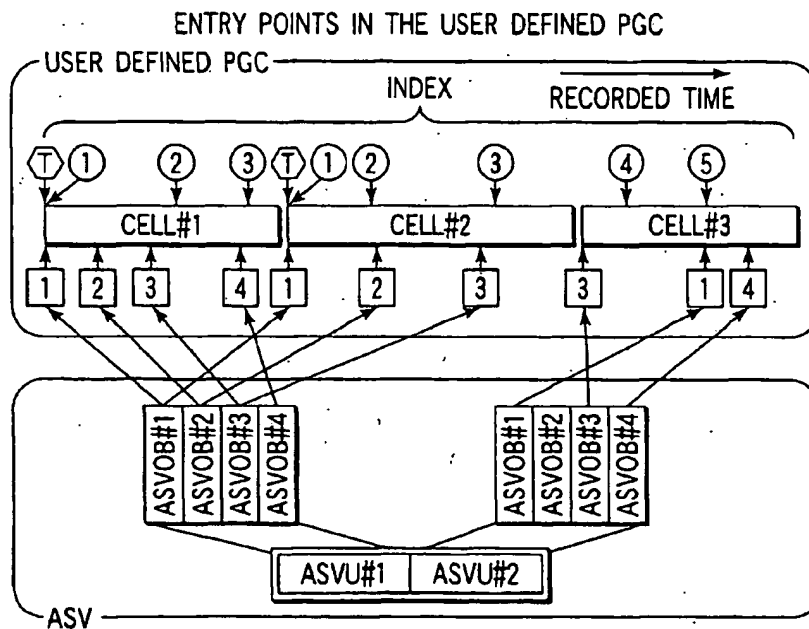 ENTRY POINTS IN THE USER DEFINED PGC
USER DEFINED PGC
INDEX
RECORDED TIME
T 1 2 3 T 1 2 3 4 5
CELL#1 CELL#2 CELL#3
1 2 3 4 1 2 3 3 1 4
ASVOB#1 ASVOB#2 ASVOB#3 ASVOB#4 ASVOB#1 ASVOB#2 ASVOB#3 ASVOB#4
ASVU#1 ASVU#2
ASV